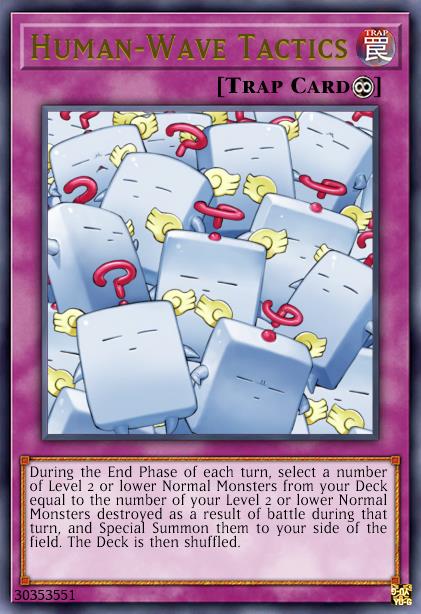 Human-Wave Tactics
TRAP
罠
[Trap Card]
During the End Phase of each turn, select a number
of Level 2 or lower Normal Monsters from your Deck
equal to the number of your Level 2 or lower Normal
Monsters destroyed as a result of battle during that
turn, and Special Summon them to your side of the
field. The Deck is then shuffled.
30353551